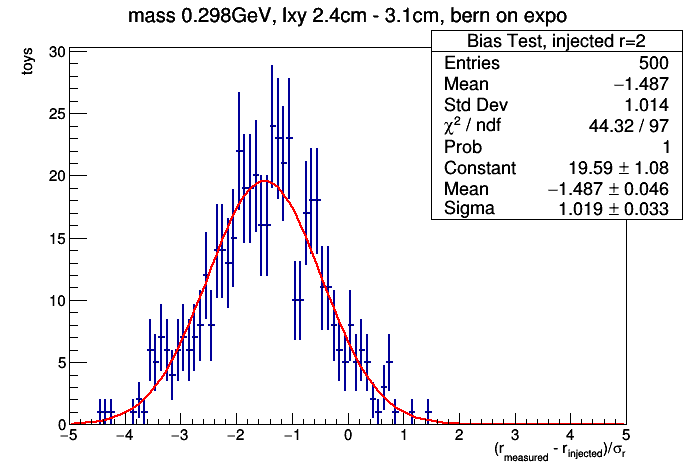 mass 0.298GeV, lxy 2.4cm - 3.1cm, bern on expo
Bias Test, injected r=2
Entries 500
Mean −1.487
Std Dev 1.014
χ² / ndf 44.32 / 97
Prob 1
Constant 19.59 ± 1.08
Mean −1.487 ± 0.046
Sigma 1.019 ± 0.033
toys
30
25
20
15
10
5
0
−5 −4 −3 −2 −1 0 1 2 3 4 5
(r_measured - r_injected)/σ_r